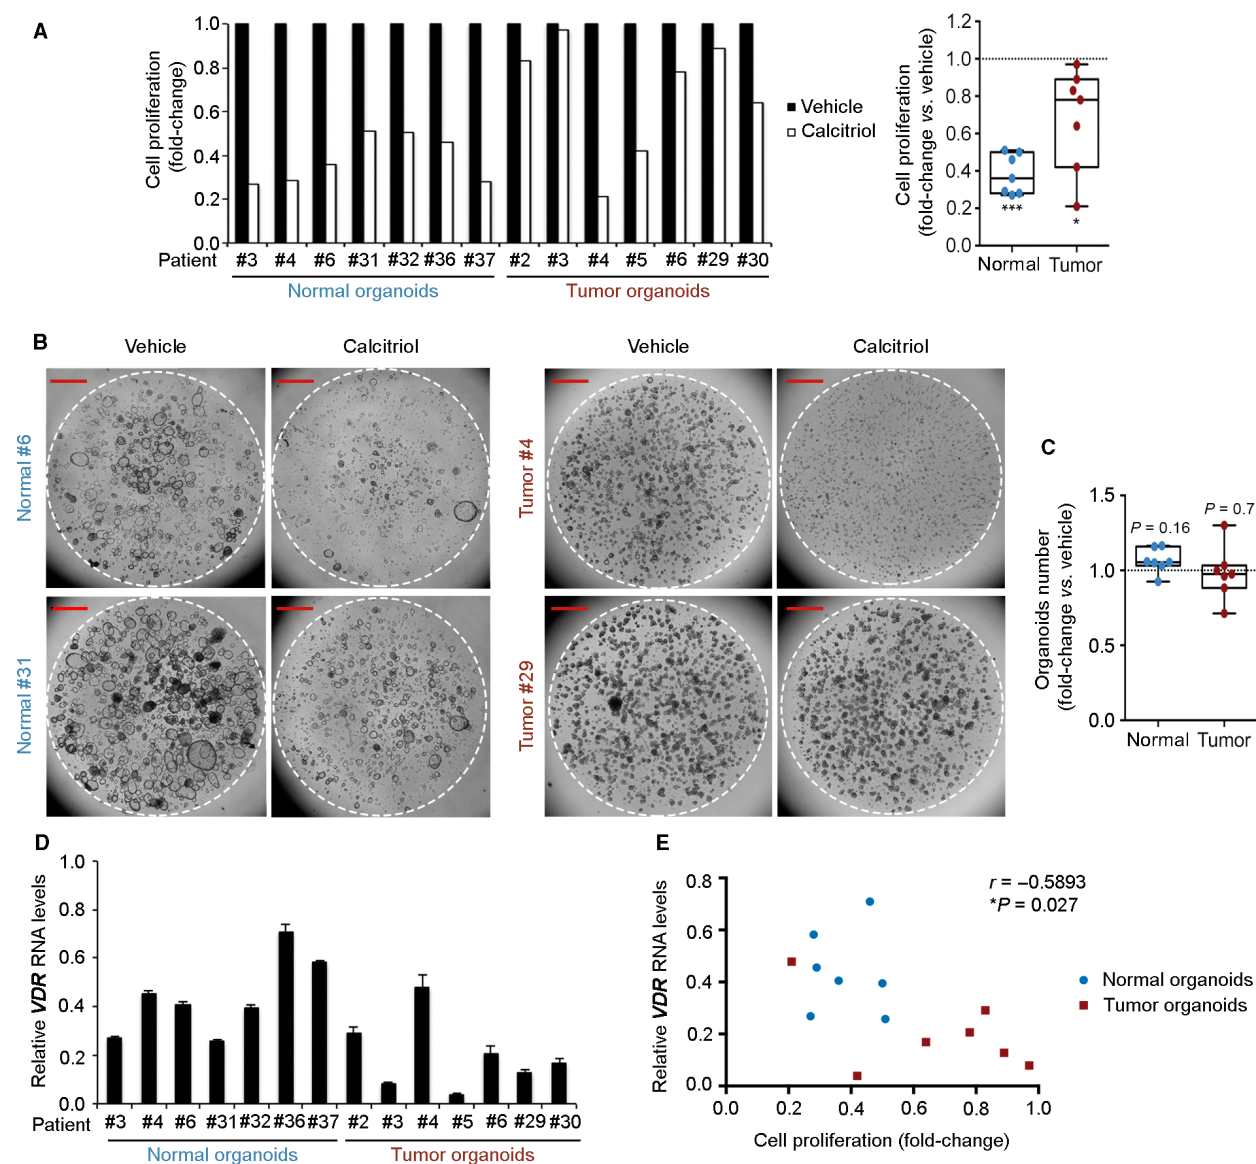 A
Cell proliferation
(fold-change)
1.0
0.8
0.6
0.4
0.2
0.0
Patient #3 #4 #6 #31 #32 #36 #37 #2 #3 #4 #5 #6 #29 #30
Normal organoids Tumor organoids
Vehicle
Calcitriol
Cell proliferation
(fold-change vs. vehicle)
1.2
1.0
0.8
0.6
0.4
0.2
0.0
***
*
Normal Tumor
B
Vehicle Calcitriol Vehicle Calcitriol
Normal #6
Tumor #4
Normal #31
Tumor #29
C
Organoids number
(fold-change vs. vehicle)
1.5
1.0
0.5
0.0
P = 0.16
P = 0.7
Normal Tumor
D
Relative VDR RNA levels
1.0
0.8
0.6
0.4
0.2
0.0
Patient #3 #4 #6 #31 #32 #36 #37 #2 #3 #4 #5 #6 #29 #30
Normal organoids Tumor organoids
E
Relative VDR RNA levels
0.8
0.6
0.4
0.2
0.0
0.0 0.2 0.4 0.6 0.8 1.0
Cell proliferation (fold-change)
r = –0.5893
*P = 0.027
Normal organoids
Tumor organoids